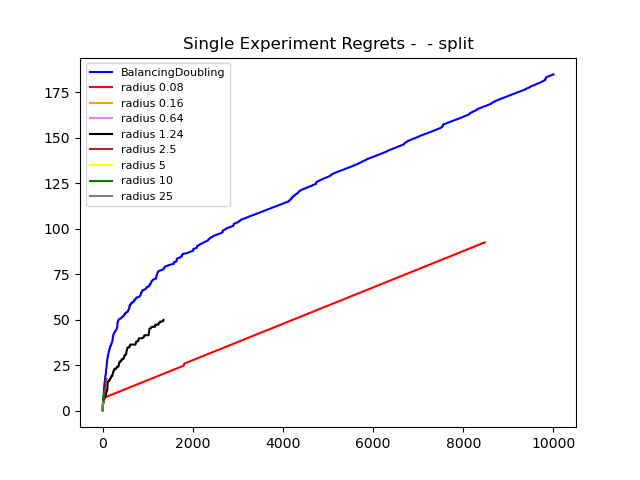 Single Experiment Regrets -  - split
BalancingDoubling
radius 0.08
radius 0.16
radius 0.64
radius 1.24
radius 2.5
radius 5
radius 10
radius 25
175
150
125
100
75
50
25
0
0 2000 4000 6000 8000 10000